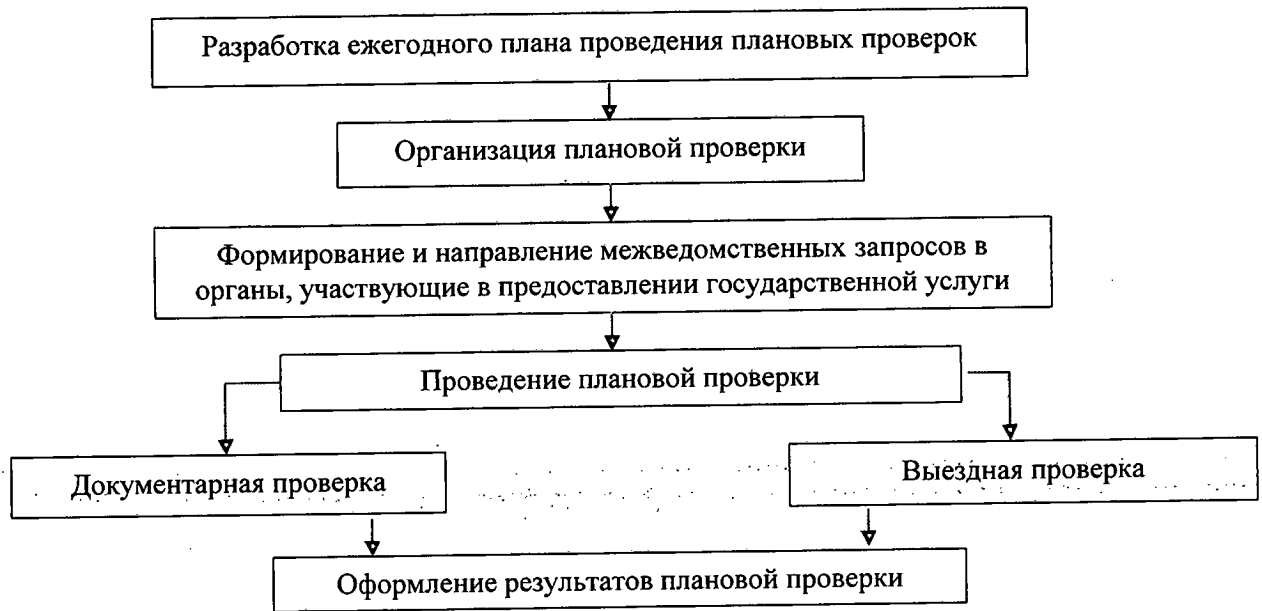 Разработка ежегодного плана проведения плановых проверок
Организация плановой проверки
Формирование и направление межведомственных запросов в
органы, участвующие в предоставлении государственной услуги
Проведение плановой проверки
Документарная проверка
Выездная проверка
Оформление результатов плановой проверки